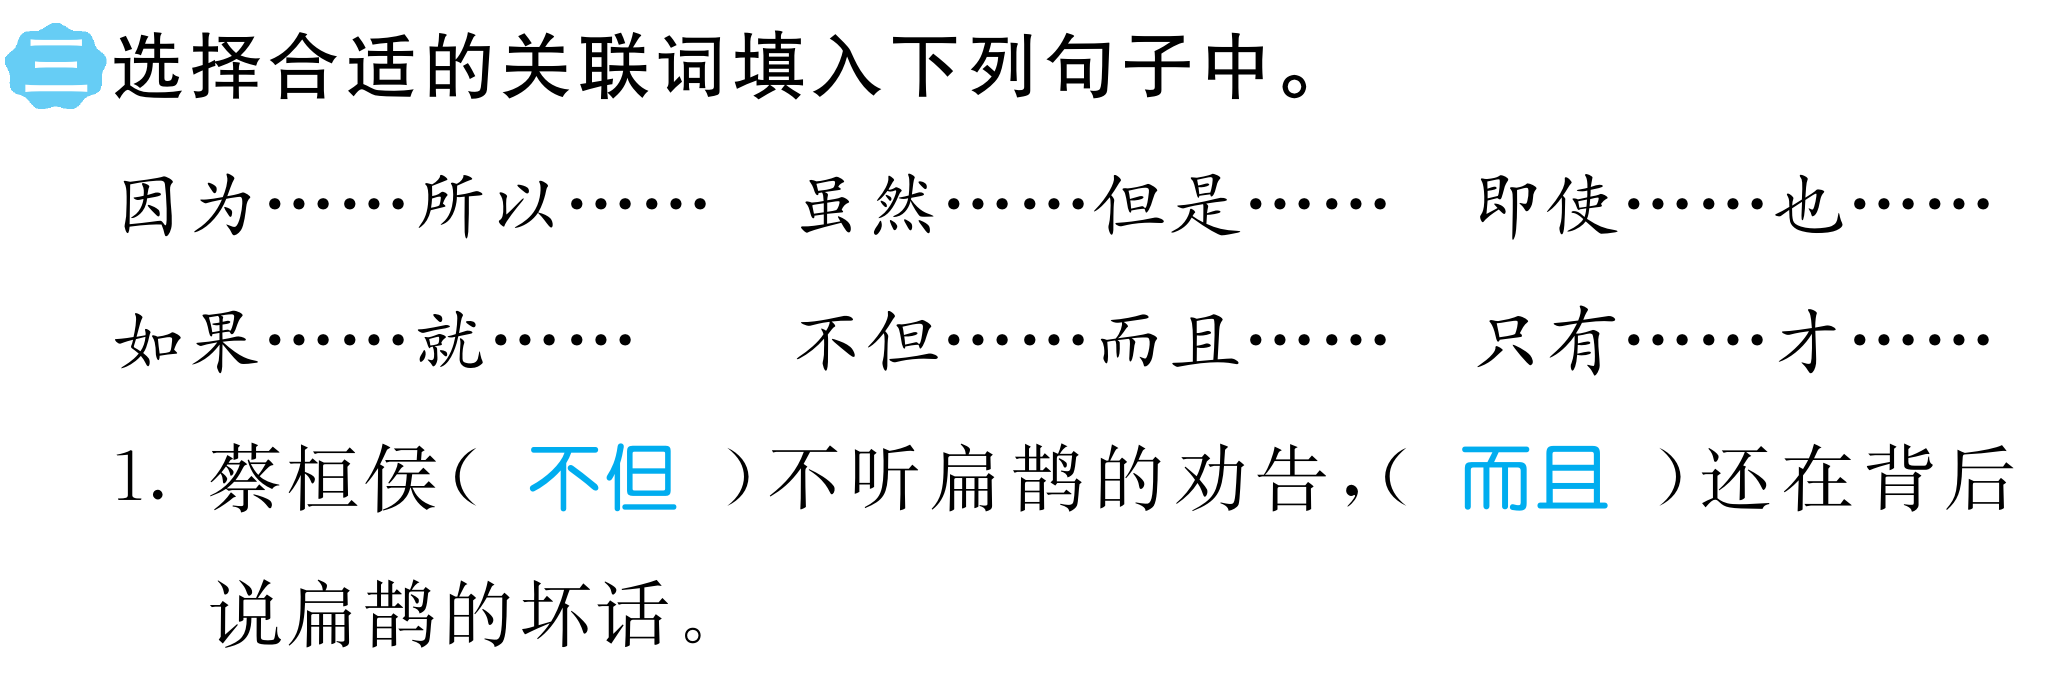 三 选择合适的关联词填入下列句子中。
因为……所以…… 虽然……但是…… 即使……也……
如果……就…… 不但……而且…… 只有……才……
1. 蔡桓侯( 不但 )不听扁鹊的劝告,( 而且 )还在背后
说扁鹊的坏话。